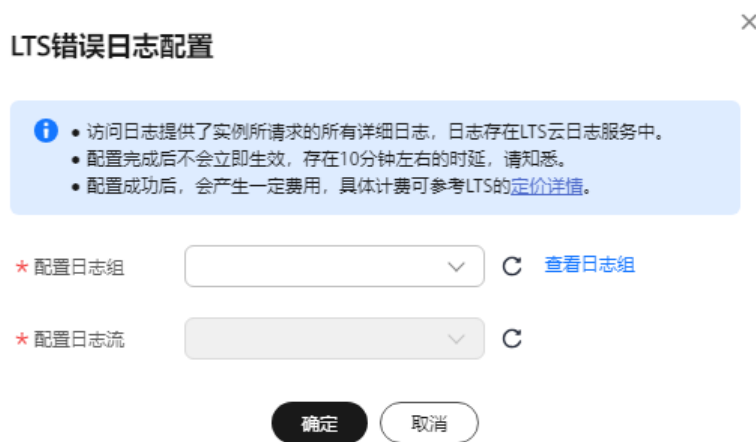 LTS错误日志配置
• 访问日志提供了实例所请求的所有详细日志，日志存在LTS云日志服务中。
• 配置完成后不会立即生效，存在10分钟左右的时延，请知悉。
• 配置成功后，会产生一定费用，具体计费可参考LTS的定价详情。
* 配置日志组
查看日志组
* 配置日志流
确定
取消